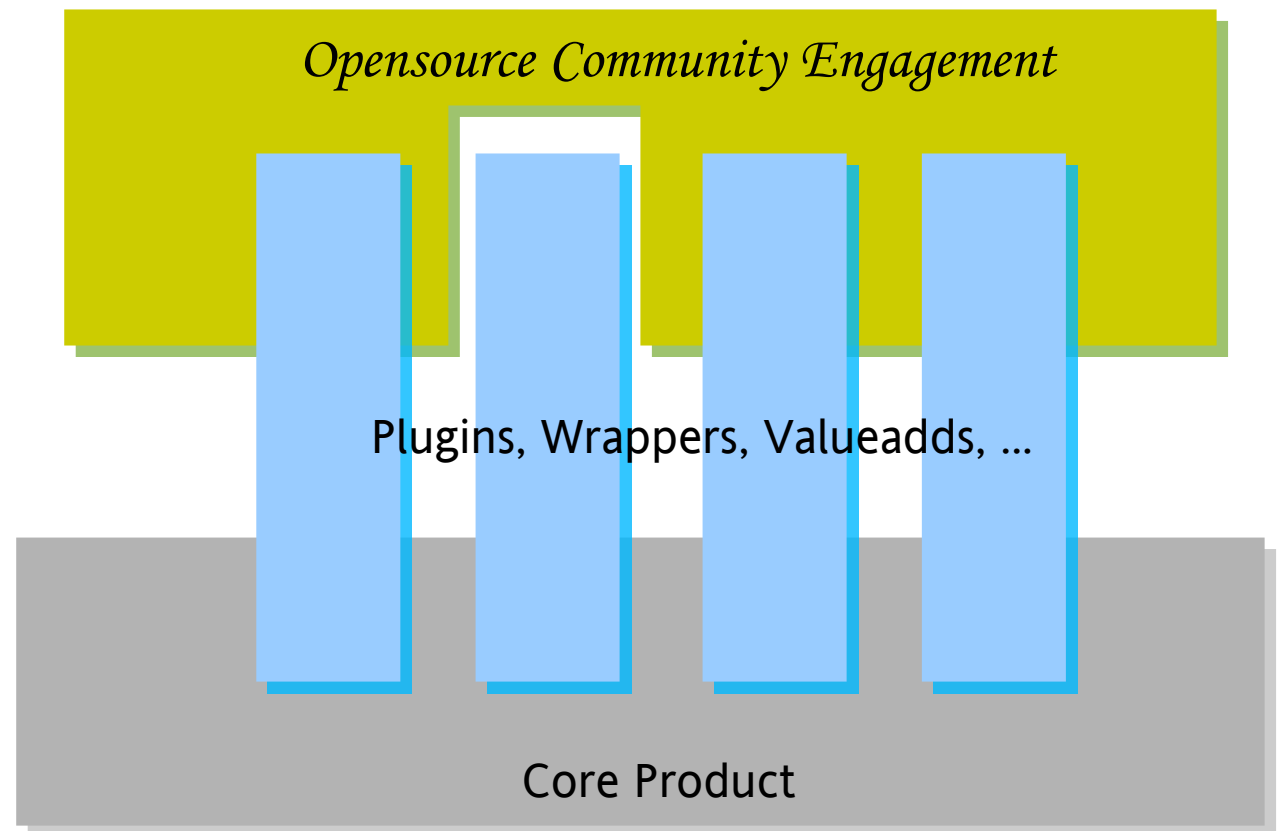 Opensource Community Engagement
Plugins, Wrappers, Valueadds, ...
Core Product